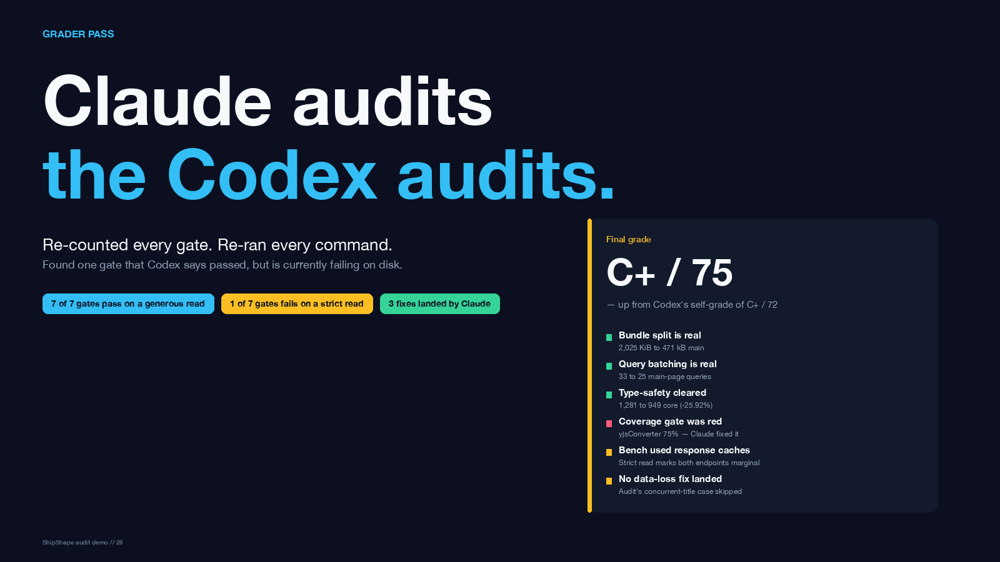 GRADER PASS
Claude audits
the Codex audits.
Re-counted every gate. Re-ran every command.
Found one gate that Codex says passed, but is currently failing on disk.
7 of 7 gates pass on a generous read
1 of 7 gates fails on a strict read
3 fixes landed by Claude
Final grade
C+ / 75
— up from Codex's self-grade of C+ / 72
Bundle split is real
2,025 KiB to 471 kB main
Query batching is real
33 to 25 main-page queries
Type-safety cleared
1,281 to 949 core (-25.92%)
Coverage gate was red
yjsConverter 75% — Claude fixed it
Bench used response caches
Strict read marks both endpoints marginal
No data-loss fix landed
Audit's concurrent-title case skipped
ShipShape audit demo // 28